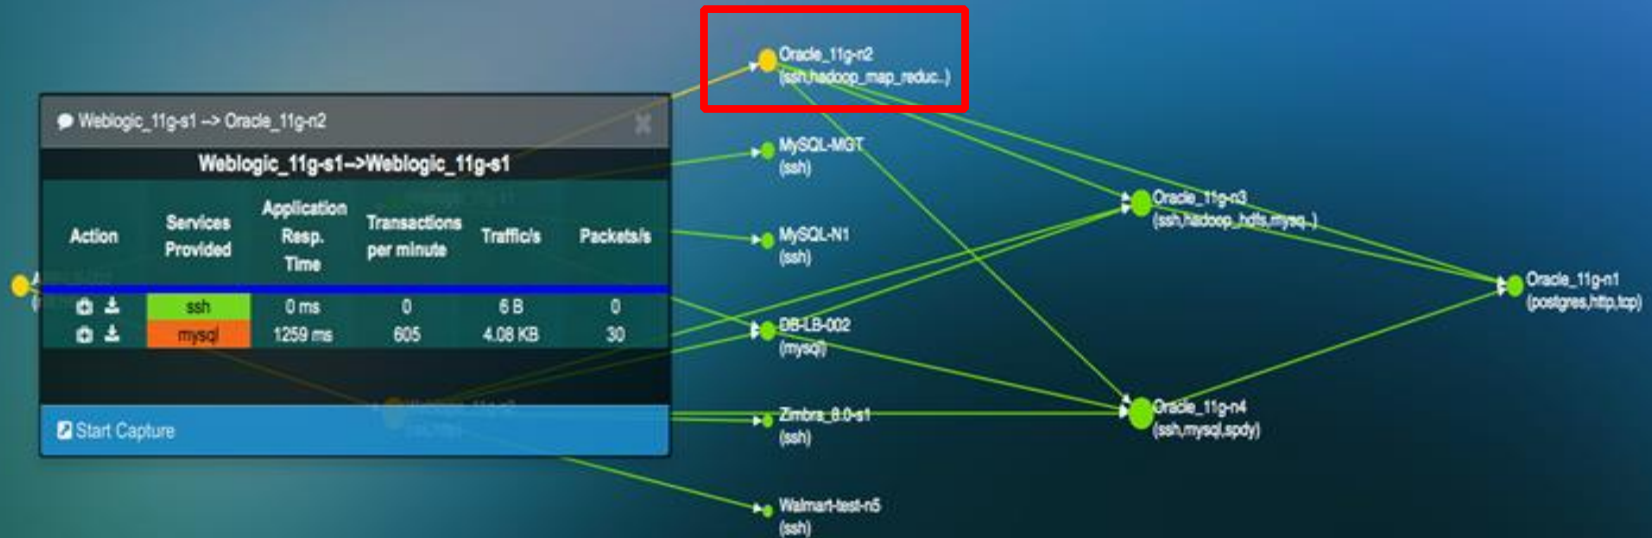 Weblogic_11g-s1 --> Oracle_11g-n2
Weblogic_11g-s1-->Weblogic_11g-s1
Action Services Provided Application Resp. Time Transactions per minute Traffic/s Packets/s
ssh 0 ms 0 6 B 0
mysql 1259 ms 605 4.08 KB 30
Start Capture
Oracle_11g-n2
(ssh,hadoop_map_reduc..)
MySQL-MGT
(ssh)
MySQL-N1
(ssh)
DB-LB-002
(mysql)
Zimbra_8.0-s1
(ssh)
Walmart-test-n5
(ssh)
Oracle_11g-n3
(ssh,hadoop_hdfs,mysq..)
Oracle_11g-n4
(ssh,mysql,spdy)
Oracle_11g-n1
(postgres,http,tcp)